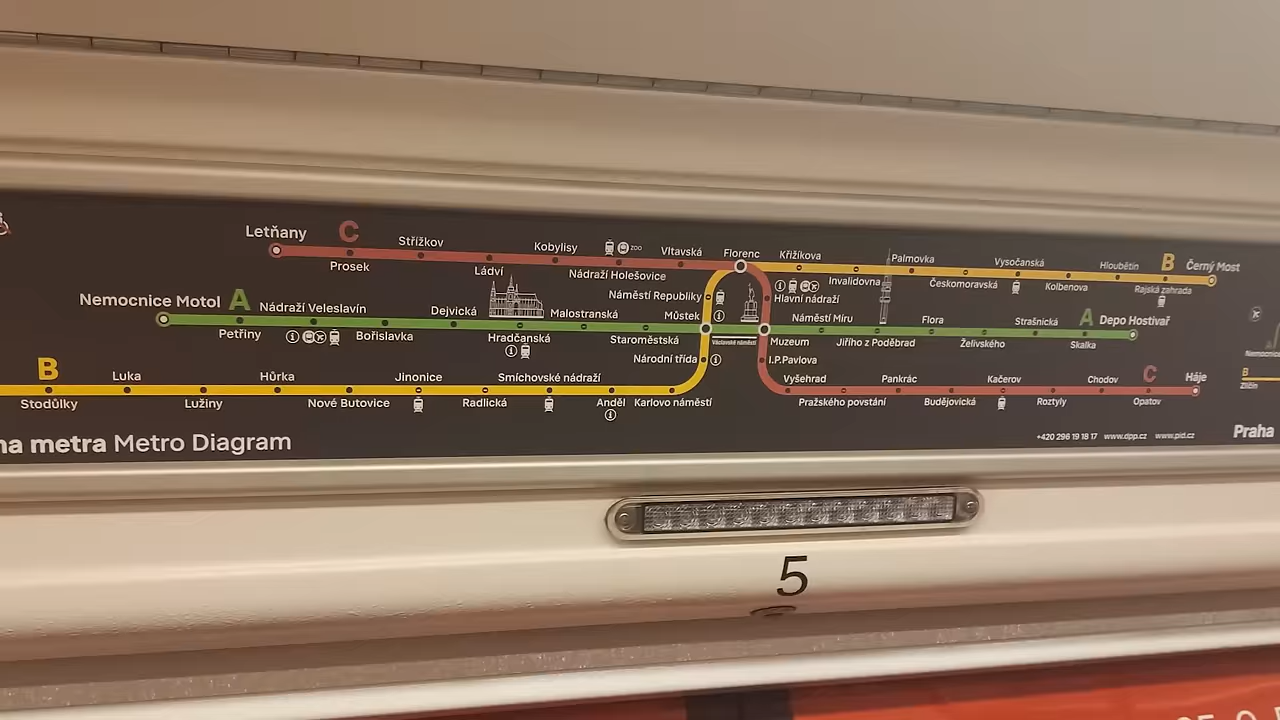 Letňany C Střížkov Kobylisy ZOO Vltavská Florenc Křižíkova Palmovka Vysočanská Hloubětín B Černý Most
Prosek Ládví Nádraží Holešovice Invalidovna Českomoravská Kolbenova Rajská zahrada
Nemocnice Motol A Nádraží Veleslavín Dejvická Malostranská Náměstí Republiky Můstek Hlavní nádraží Náměstí Míru Flora Strašnická A Depo Hostivař
Petřiny Bořislavka Hradčanská Staroměstská Václavské náměstí Muzeum Jiřího z Poděbrad Želivského Skalka
Národní třída I.P.Pavlova
B Luka Hůrka Jinonice Smíchovské nádraží Vyšehrad Pankrác Kačerov Chodov C Háje
Stodůlky Lužiny Nové Butovice Radlická Anděl Karlovo náměstí Pražského povstání Budějovická Roztyly Opatov
B
Zličín
na metra Metro Diagram
+420 296 19 18 17 www.dpp.cz www.pid.cz
Praha
5